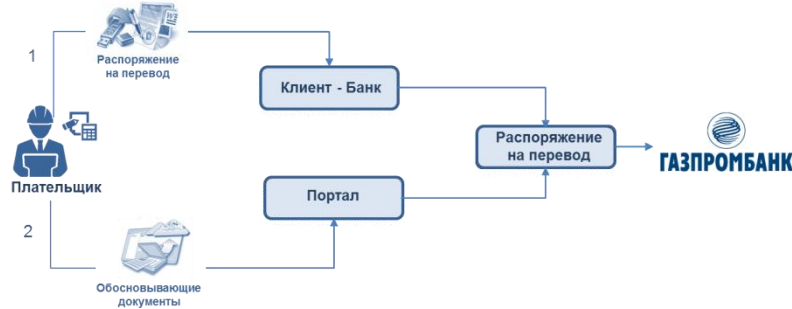 1
Распоряжение
на перевод
Клиент - Банк
Распоряжение
на перевод
ГАЗПРОМБАНК
Плательщик
Портал
2
Обосновывающие
документы